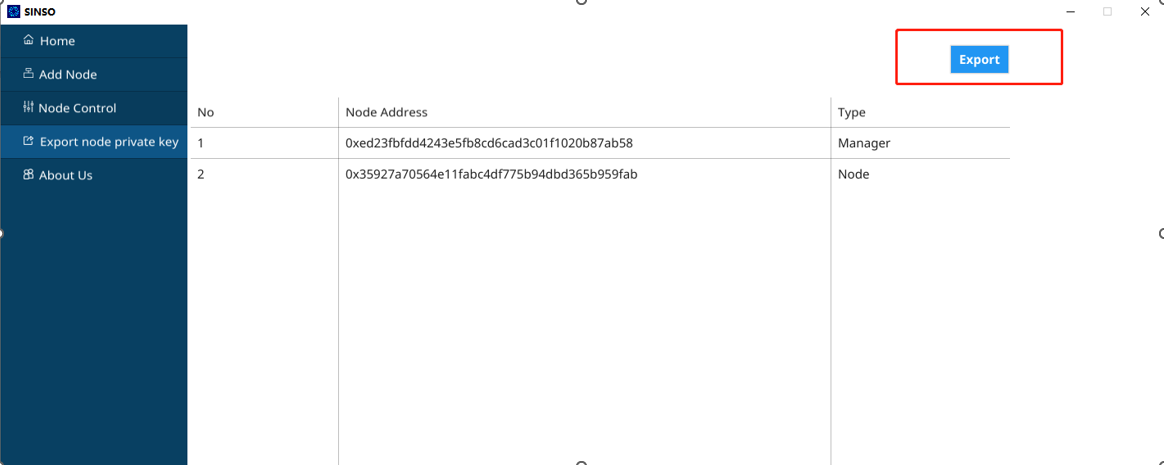 SINSO
Home
Add Node
Node Control
Export node private key
About Us
Export
No Node Address Type
1 0xed23fbfdd4243e5fb8cd6cad3c01f1020b87ab58 Manager
2 0x35927a70564e11fabc4df775b94dbd365b959fab Node